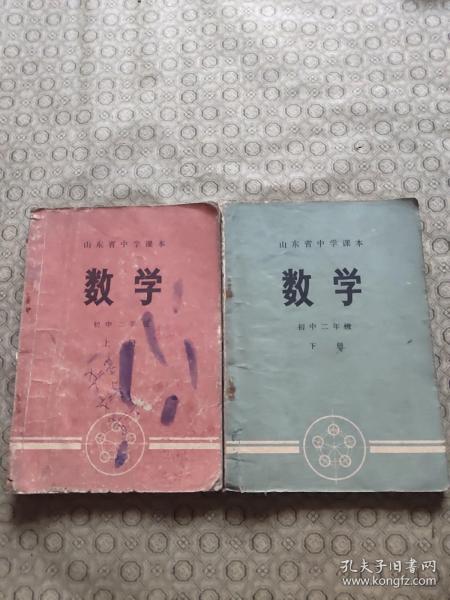 山东省中学课本
数学
初中二年级
上册
山东省中学课本
数学
初中二年级
下册
孔夫子旧书网
www.kongfz.com